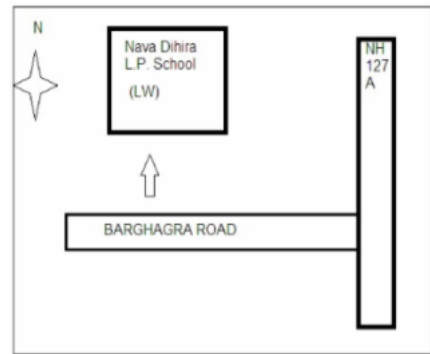 N
Nava Dihira
L.P. School
(LW)
NH
127
A
BARGHAGRA ROAD